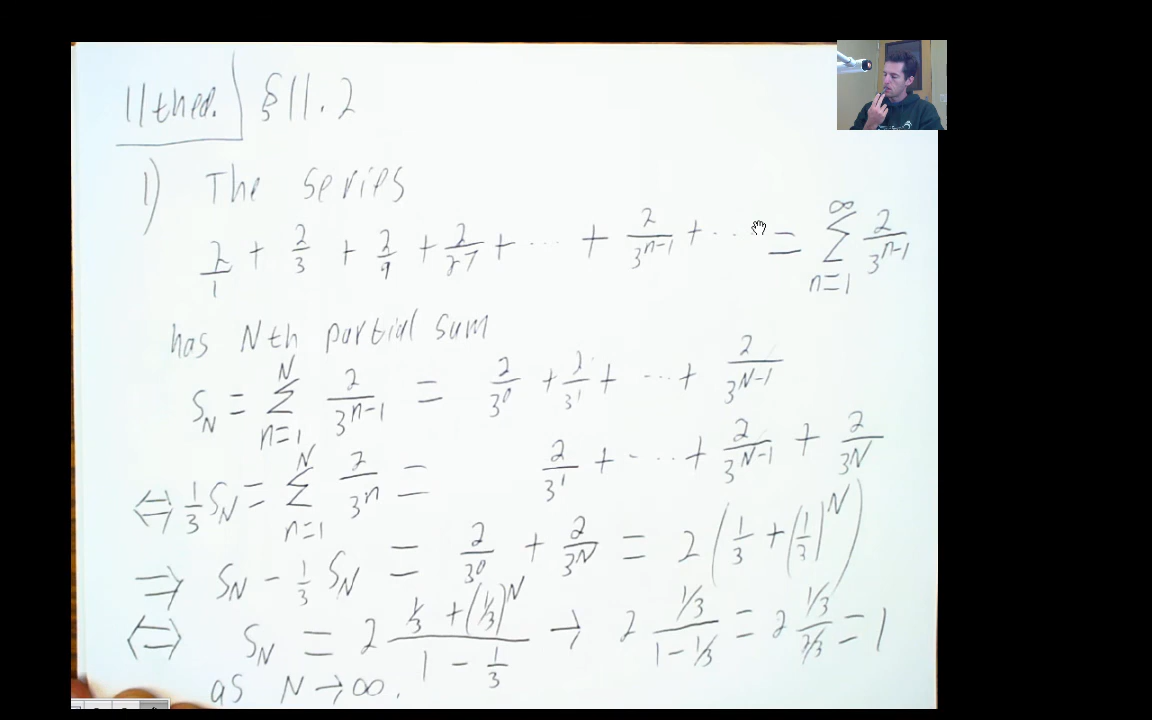 11thed. §11.2
1) The series
2/1 + 2/3 + 2/9 + 2/27 + ··· + 2/3^{n-1} + ··· = ∑_{n=1}^{∞} 2/3^{n-1}
has Nth partial sum
S_N = ∑_{n=1}^{N} 2/3^{n-1} = 2/3^0 + 2/3^1 + ··· + 2/3^{N-1}
⇔ 1/3 S_N = ∑_{n=1}^{N} 2/3^n = 2/3^1 + ··· + 2/3^{N-1} + 2/3^N
⇒ S_N - 1/3 S_N = 2/3^0 + 2/3^N = 2(1/3 + (1/3)^N)
⇔ S_N = 2 (1/3 + (1/3)^N)/(1 - 1/3) → 2 (1/3)/(1 - 1/3) = 2 (1/3)/(2/3) = 1
as N → ∞.